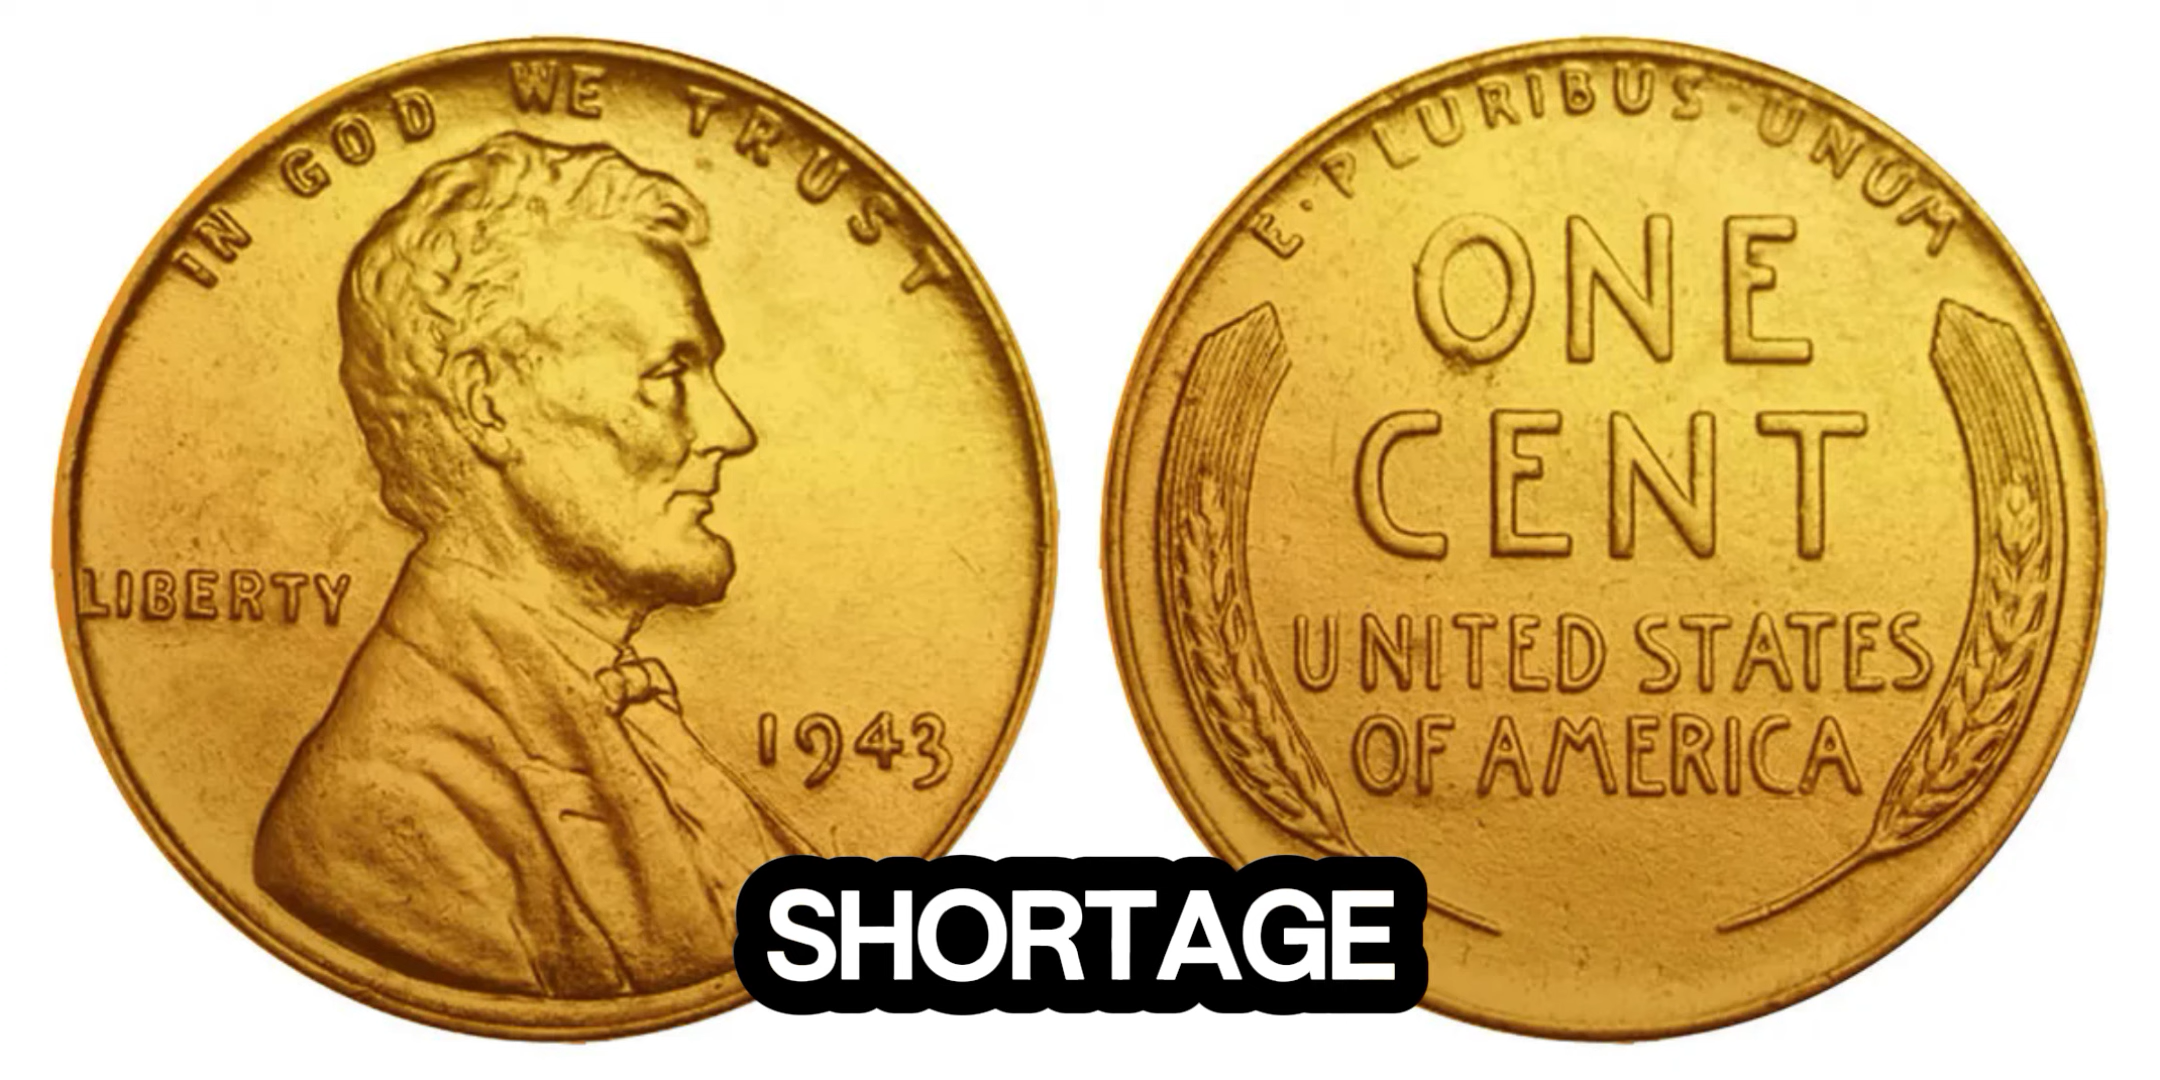 IN GOD WE TRUST
LIBERTY
1943
E·PLURIBUS·UNUM
ONE
CENT
UNITED STATES
OF AMERICA
SHORTAGE